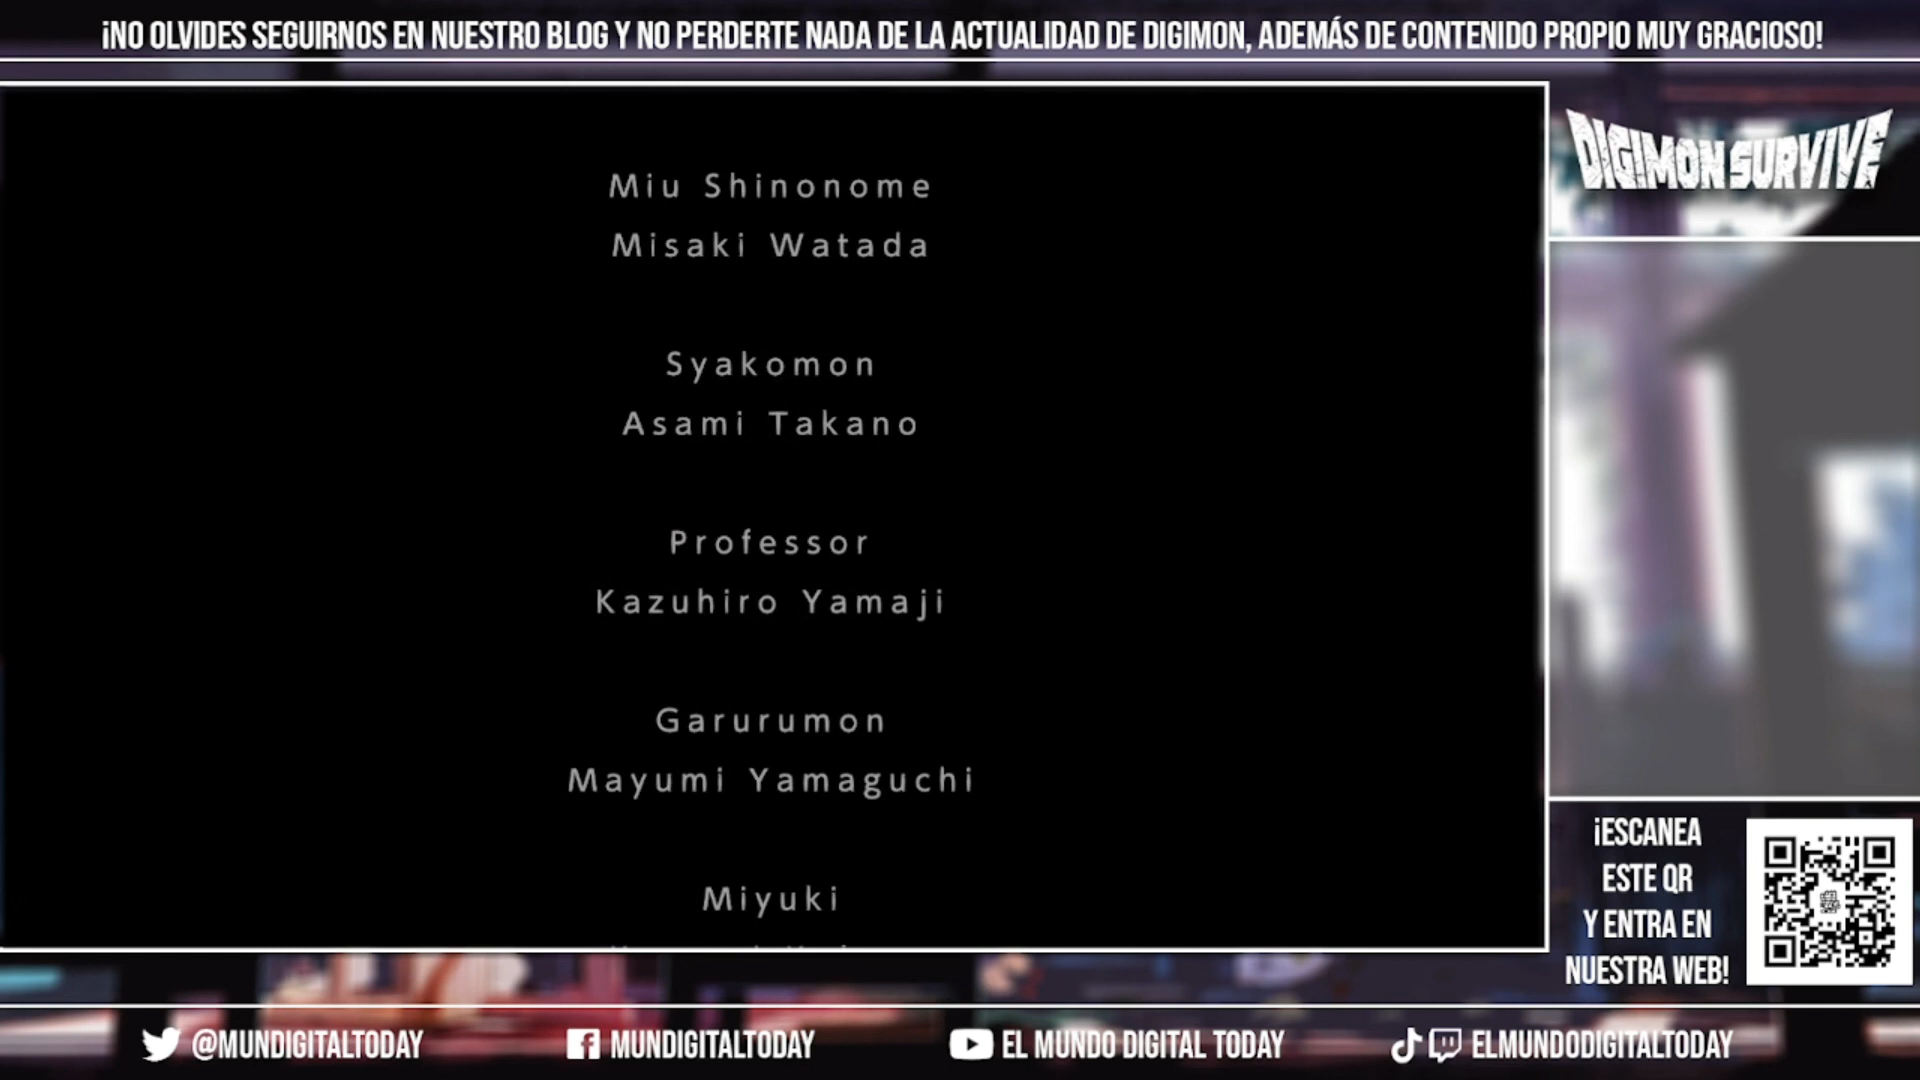 ¡NO OLVIDES SEGUIRNOS EN NUESTRO BLOG Y NO PERDERTE NADA DE LA ACTUALIDAD DE DIGIMON, ADEMÁS DE CONTENIDO PROPIO MUY GRACIOSO!
DIGIMON SURVIVE
Miu Shinonome
Misaki Watada
Syakomon
Asami Takano
Professor
Kazuhiro Yamaji
Garurumon
Mayumi Yamaguchi
Miyuki
¡ESCANEA
ESTE QR
Y ENTRA EN
NUESTRA WEB!
@MUNDIGITALTODAY
MUNDIGITALTODAY
EL MUNDO DIGITAL TODAY
ELMUNDODIGITALTODAY